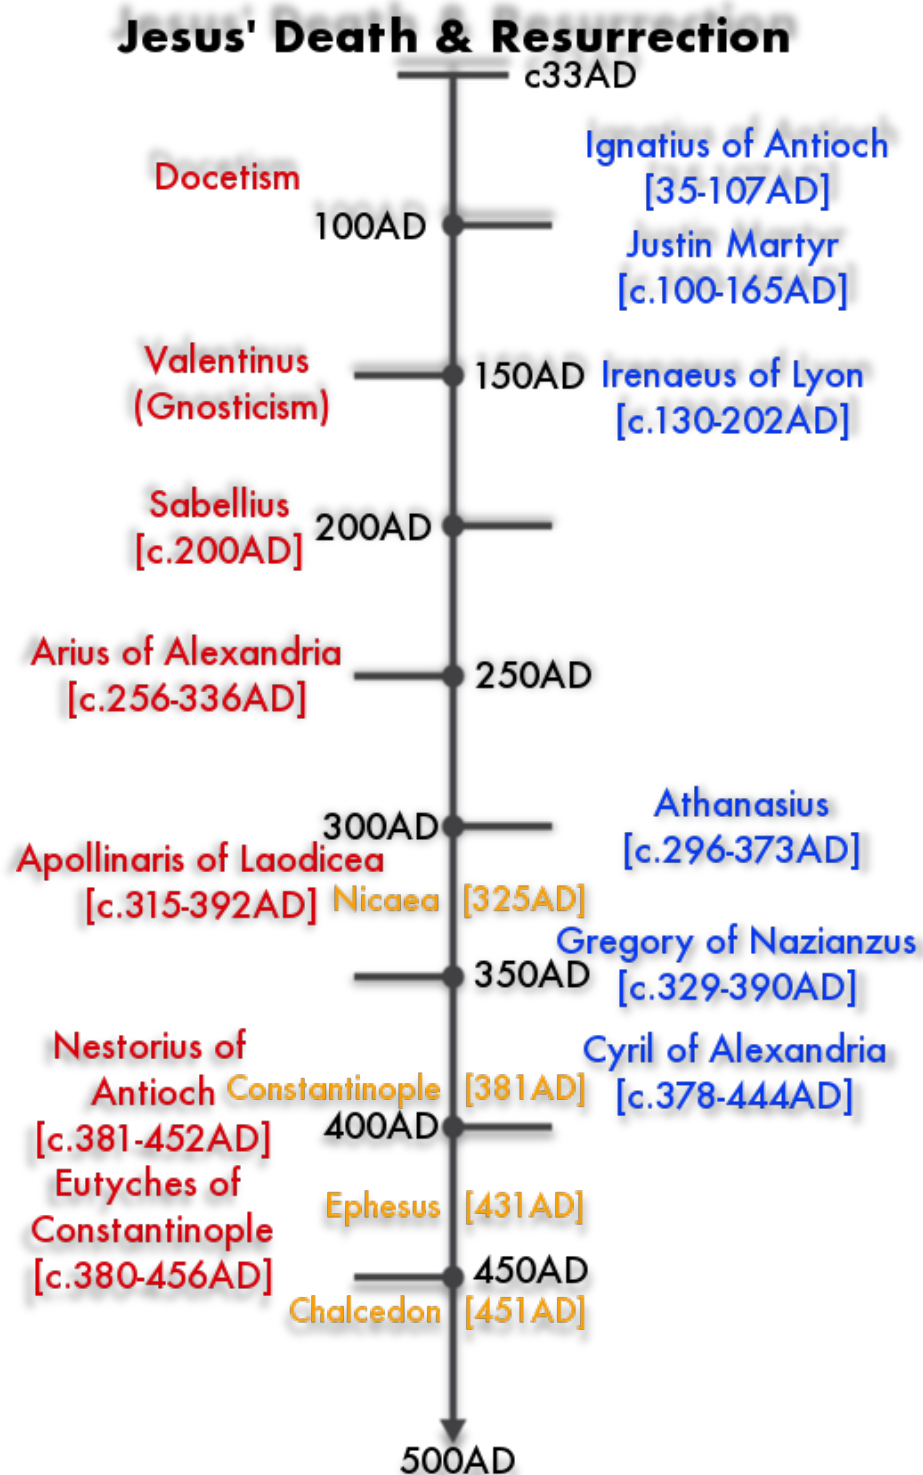 Jesus' Death & Resurrection
c33AD
Ignatius of Antioch
[35-107AD]
Docetism
100AD
Justin Martyr
[c.100-165AD]
Valentinus
(Gnosticism)
150AD
Irenaeus of Lyon
[c.130-202AD]
Sabellius
[c.200AD]
200AD
Arius of Alexandria
[c.256-336AD]
250AD
Athanasius
[c.296-373AD]
300AD
Apollinaris of Laodicea
[c.315-392AD]
Nicaea [325AD]
Gregory of Nazianzus
[c.329-390AD]
350AD
Nestorius of
Antioch
[c.381-452AD]
Cyril of Alexandria
[c.378-444AD]
Constantinople [381AD]
400AD
Eutyches of
Constantinople
[c.380-456AD]
Ephesus [431AD]
450AD
Chalcedon [451AD]
500AD